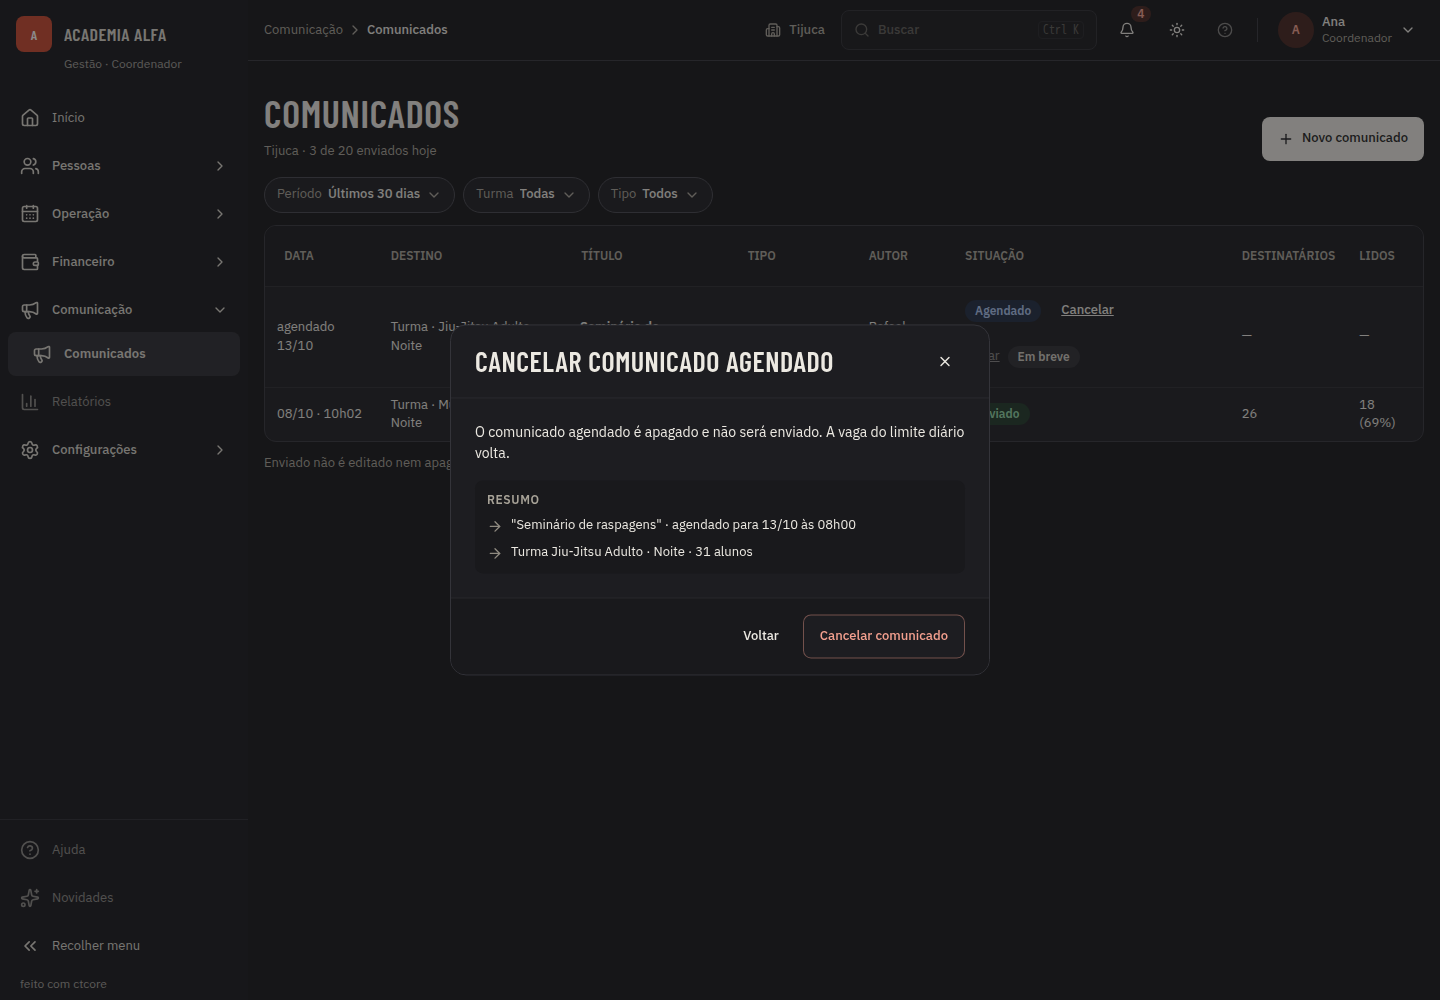 A
ACADEMIA ALFA
Gestão · Coordenador
Início
Pessoas
Operação
Financeiro
Comunicação
Comunicados
Relatórios
Configurações
Ajuda
Novidades
Recolher menu
feito com ctcore
Comunicação > Comunicados
Tijuca
Buscar
Ctrl K
4
A
Ana
Coordenador
COMUNICADOS
Tijuca · 3 de 20 enviados hoje
Novo comunicado
Período Últimos 30 dias
Turma Todas
Tipo Todos
DATA DESTINO TÍTULO TIPO AUTOR SITUAÇÃO DESTINATÁRIOS LIDOS
agendado
13/10
Turma · Jiu-Jitsu Adulto
Noite
Agendado Cancelar
Em breve
— —
08/10 · 10h02
Turma ·
Noite
26
18
(69%)
Enviado não é editado nem
CANCELAR COMUNICADO AGENDADO
O comunicado agendado é apagado e não será enviado. A vaga do limite diário
volta.
RESUMO
"Seminário de raspagens" · agendado para 13/10 às 08h00
Turma Jiu-Jitsu Adulto · Noite · 31 alunos
Voltar
Cancelar comunicado